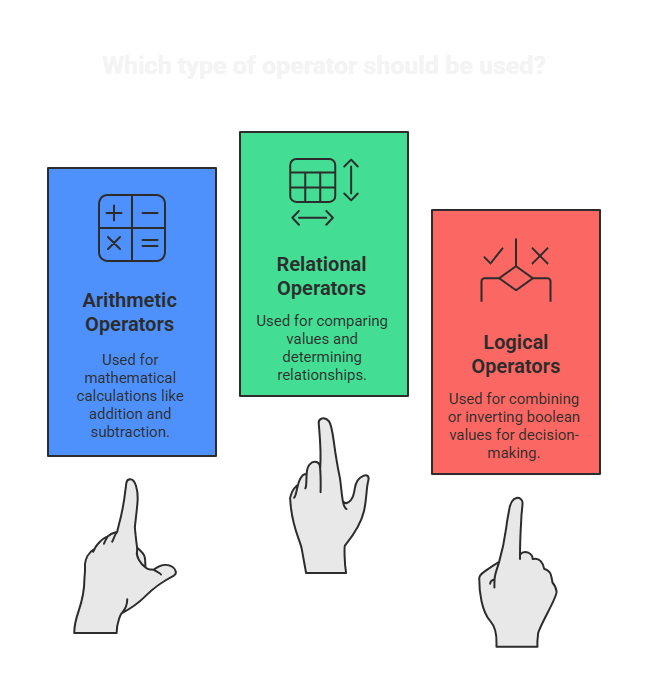 Which type of operator should be used?
Arithmetic
Operators
Used for
mathematical
calculations like
addition and
subtraction.
Relational
Operators
Used for comparing
values and
determining
relationships.
Logical
Operators
Used for combining
or inverting boolean
values for decision-
making.